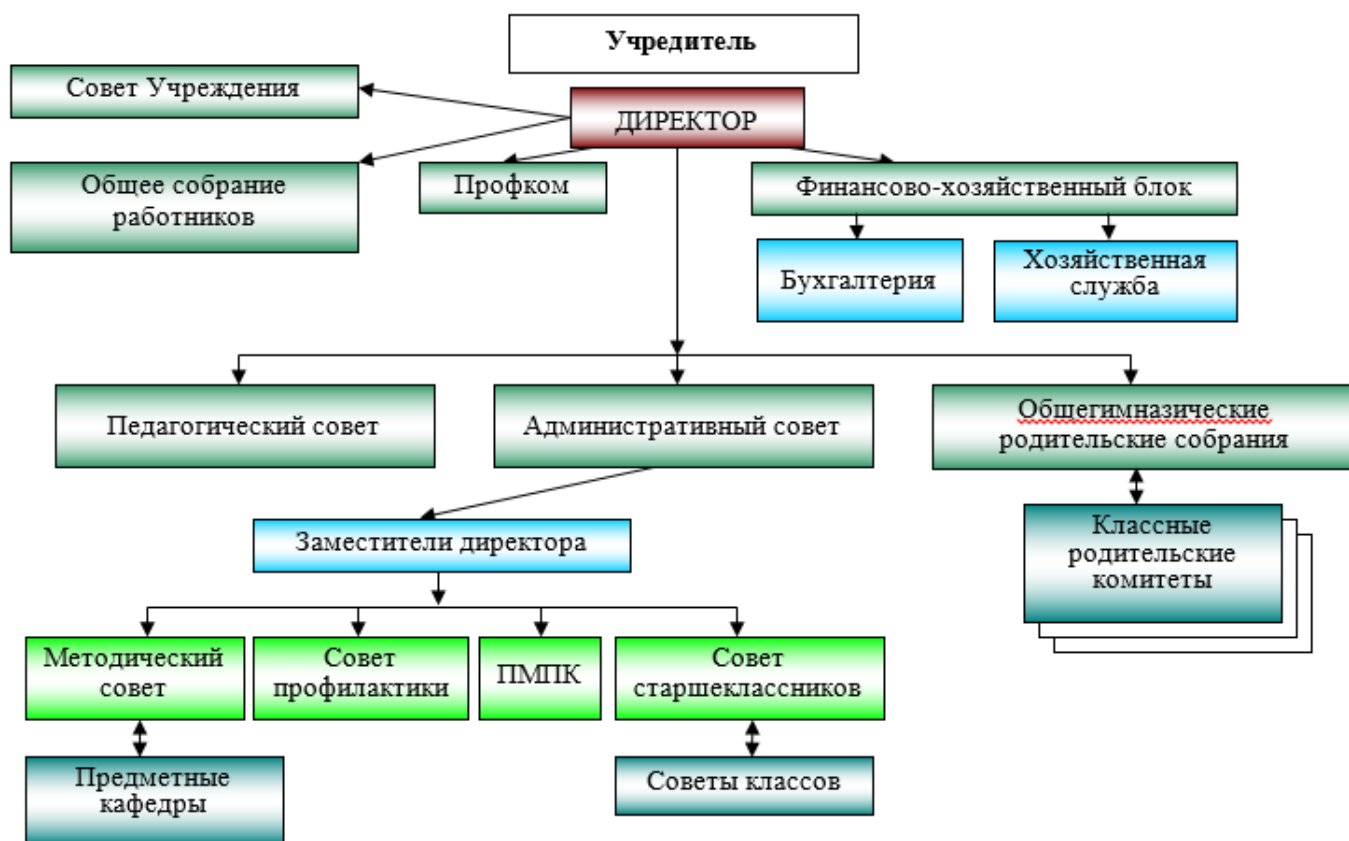 Учредитель
Совет Учреждения
ДИРЕКТОР
Общее собрание
работников
Профком
Финансово-хозяйственный блок
Бухгалтерия
Хозяйственная
служба
Педагогический совет
Административный совет
Общегимназические
родительские собрания
Заместители директора
Классные
родительские
комитеты
Методический
совет
Совет
профилактики
ПМПК
Совет
старшеклассников
Предметные
кафедры
Советы классов